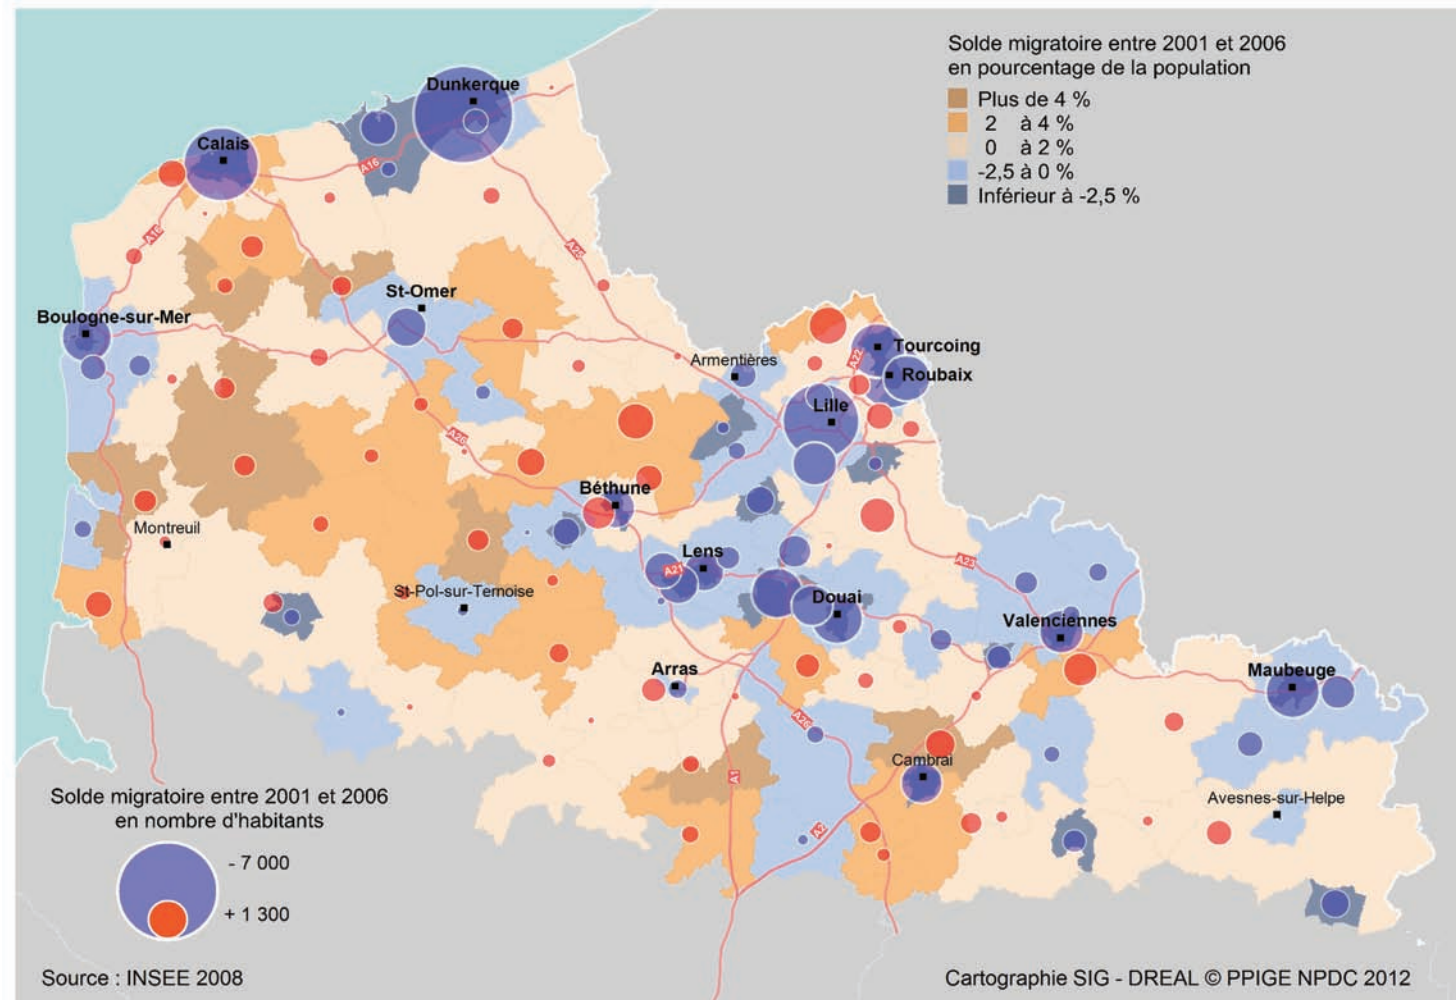 Solde migratoire entre 2001 et 2006
en pourcentage de la population
Plus de 4 %
2 à 4 %
0 à 2 %
-2,5 à 0 %
Inférieur à -2,5 %
Dunkerque
Calais
A16
A16
A25
St-Omer
Boulogne-sur-Mer
Armentières
A22
Tourcoing
Roubaix
Lille
A26
Béthune
Montreuil
Lens
A21
A23
St-Pol-sur-Ternoise
Douai
Valenciennes
Arras
Maubeuge
A26
Cambrai
A1
Avesnes-sur-Helpe
A2
Solde migratoire entre 2001 et 2006
en nombre d'habitants
- 7 000
+ 1 300
Source : INSEE 2008
Cartographie SIG - DREAL © PPIGE NPDC 2012